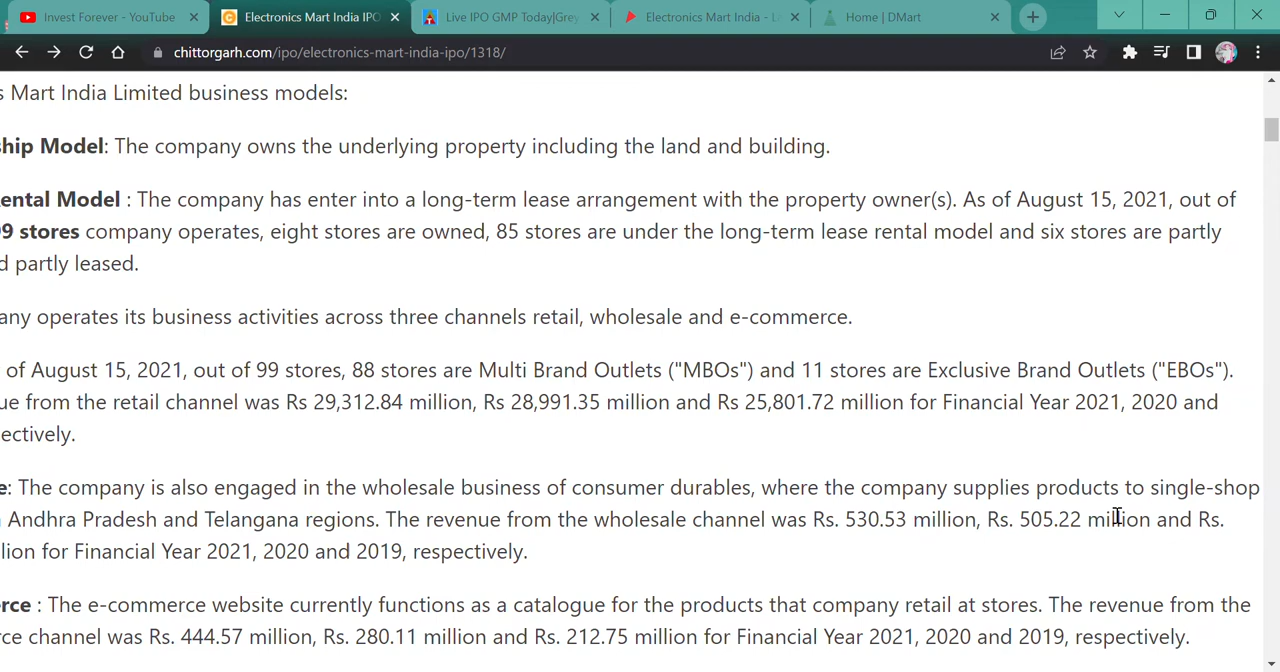 Invest Forever - YouTube
Electronics Mart India IPO
Live IPO GMP Today|Grey
Electronics Mart India - L
Home | DMart
chittorgarh.com/ipo/electronics-mart-india-ipo/1318/
s Mart India Limited business models:
ship Model: The company owns the underlying property including the land and building.
ental Model : The company has enter into a long-term lease arrangement with the property owner(s). As of August 15, 2021, out of
99 stores company operates, eight stores are owned, 85 stores are under the long-term lease rental model and six stores are partly
d partly leased.
any operates its business activities across three channels retail, wholesale and e-commerce.
of August 15, 2021, out of 99 stores, 88 stores are Multi Brand Outlets ("MBOs") and 11 stores are Exclusive Brand Outlets ("EBOs").
ue from the retail channel was Rs 29,312.84 million, Rs 28,991.35 million and Rs 25,801.72 million for Financial Year 2021, 2020 and
ectively.
e: The company is also engaged in the wholesale business of consumer durables, where the company supplies products to single-shop
Andhra Pradesh and Telangana regions. The revenue from the wholesale channel was Rs. 530.53 million, Rs. 505.22 million and Rs.
lion for Financial Year 2021, 2020 and 2019, respectively.
erce : The e-commerce website currently functions as a catalogue for the products that company retail at stores. The revenue from the
rce channel was Rs. 444.57 million, Rs. 280.11 million and Rs. 212.75 million for Financial Year 2021, 2020 and 2019, respectively.